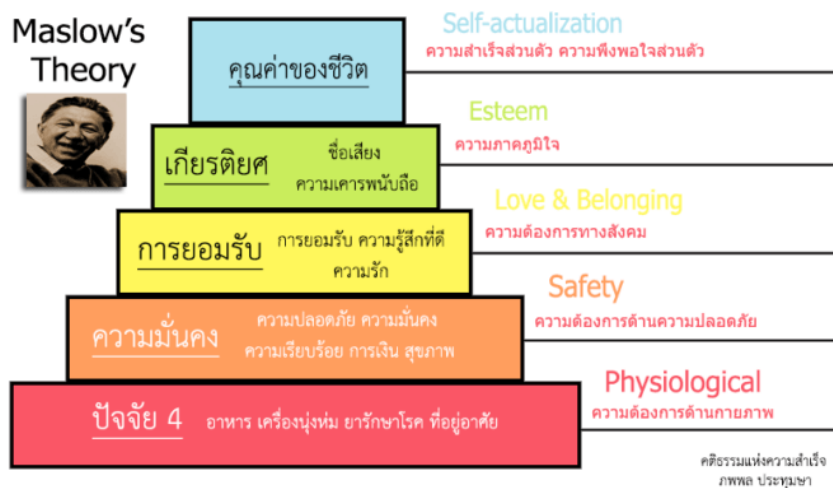 Maslow's
Theory
คุณค่าของชีวิต
Self-actualization
ความสำเร็จส่วนตัว ความพึงพอใจส่วนตัว
เกียรติยศ
ชื่อเสียง
ความเคารพนับถือ
Esteem
ความภาคภูมิใจ
การยอมรับ
การยอมรับ ความรู้สึกที่ดี
ความรัก
Love & Belonging
ความต้องการทางสังคม
ความมั่นคง
ความปลอดภัย ความมั่นคง
ความเรียบร้อย การเงิน สุขภาพ
Safety
ความต้องการด้านความปลอดภัย
ปัจจัย 4
อาหาร เครื่องนุ่งห่ม ยารักษาโรค ที่อยู่อาศัย
Physiological
ความต้องการด้านกายภาพ
คติธรรมแห่งความสำเร็จ
ภพพล ประทุมษา